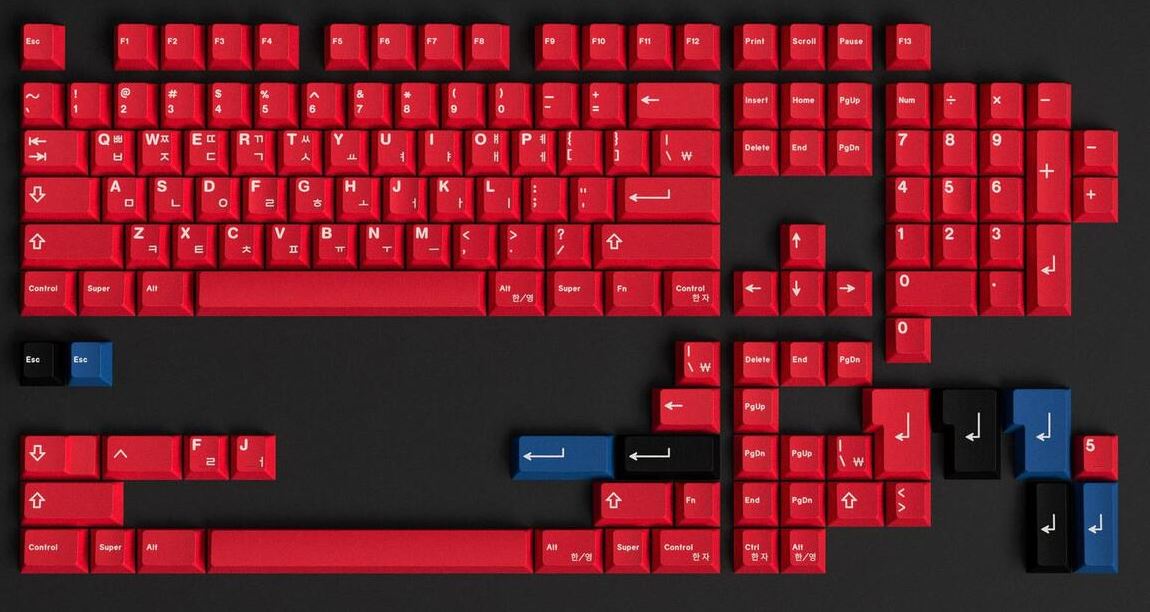 Esc F1 F2 F3 F4 F5 F6 F7 F8 F9 F10 F11 F12 Print Scroll Pause F13
~ ` ! 1 @ 2 # 3 $ 4 % 5 ^ 6 & 7 * 8 ( 9 ) 0 _ - + = ← Insert Home PgUp Num ÷ × −
⇤ ⇥ Q ㅃ ㅂ W ㅉ ㅈ E ㄸ ㄷ R ㄲ ㄱ T ㅆ ㅅ Y ㅛ U ㅕ I ㅑ O ㅒ ㅐ P ㅖ ㅔ { [ } ] | \ ₩ Delete End PgDn 7 8 9 + −
⇩ A ㅁ S ㄴ D ㅇ F ㄹ G ㅎ H ㅗ J ㅓ K ㅏ L ㅣ : ; " ' ↵ 4 5 6 +
⇧ Z ㅋ X ㅌ C ㅊ V ㅍ B ㅠ N ㅜ M ㅡ < , > . ? / ⇧ ↑ 1 2 3 ↵
Control Super Alt Alt 한/영 Super Fn Control 한자 ← ↓ → 0 .
0
Esc Esc | \ ₩ Delete End PgDn
← PgUp ↵ ↵ ↵
⇩ ^ F ㄹ J ㅓ ↵ ↵ PgDn PgUp | \ ₩ 5
⇧ ⇧ Fn End PgDn ⇧ < > ↵ ↵
Control Super Alt Alt 한/영 Super Control 한자 Ctrl 한자 Alt 한/영